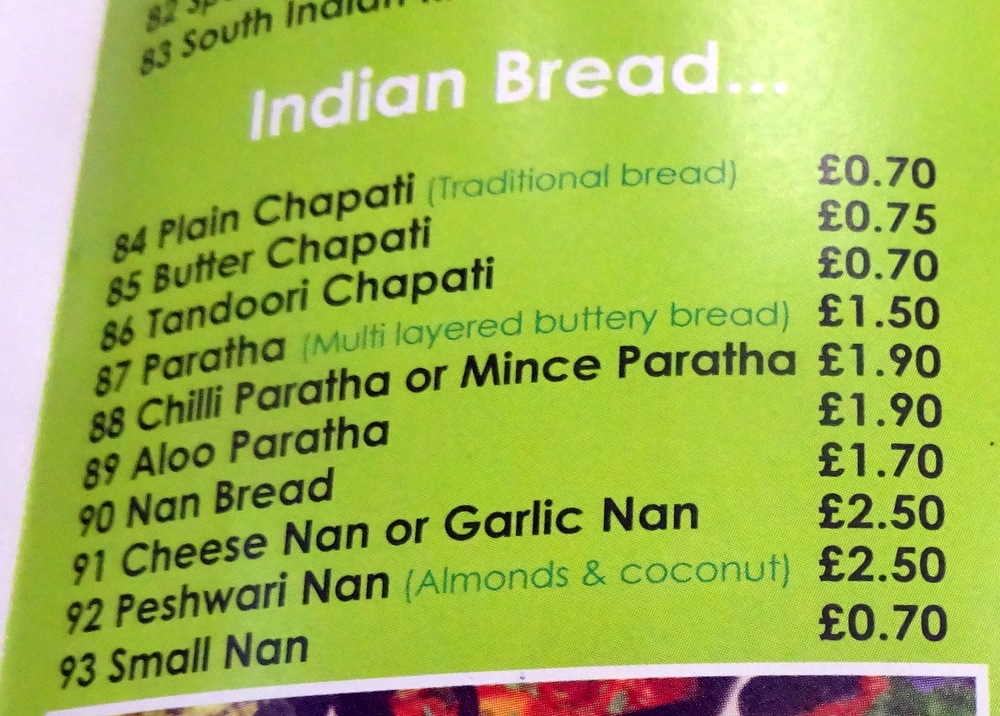 82
83 South Indian
Indian Bread...
84 Plain Chapati (Traditional bread) £0.70
85 Butter Chapati £0.75
86 Tandoori Chapati £0.70
87 Paratha (Multi layered buttery bread) £1.50
88 Chilli Paratha or Mince Paratha £1.90
89 Aloo Paratha £1.90
90 Nan Bread £1.70
91 Cheese Nan or Garlic Nan £2.50
92 Peshwari Nan (Almonds & coconut) £2.50
93 Small Nan £0.70